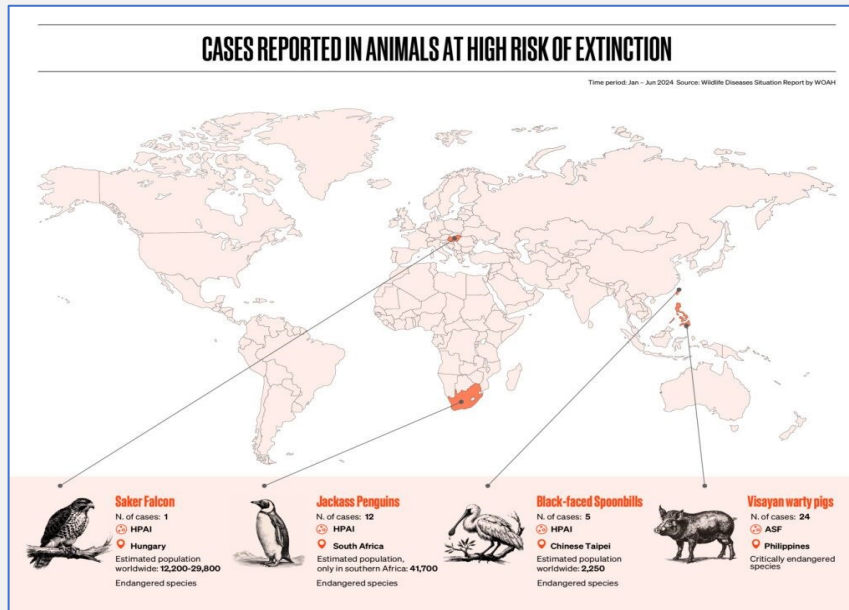 CASES REPORTED IN ANIMALS AT HIGH RISK OF EXTINCTION
Time period: Jan – Jun 2024 Source: Wildlife Diseases Situation Report by WOAH
Saker Falcon
N. of cases: 1
HPAI
Hungary
Estimated population
worldwide: 12,200-29,800
Endangered species
Jackass Penguins
N. of cases: 12
HPAI
South Africa
Estimated population,
only in southern Africa: 41,700
Endangered species
Black-faced Spoonbills
N. of cases: 5
HPAI
Chinese Taipei
Estimated population
worldwide: 2,250
Endangered species
Visayan warty pigs
N. of cases: 24
ASF
Philippines
Critically endangered
species